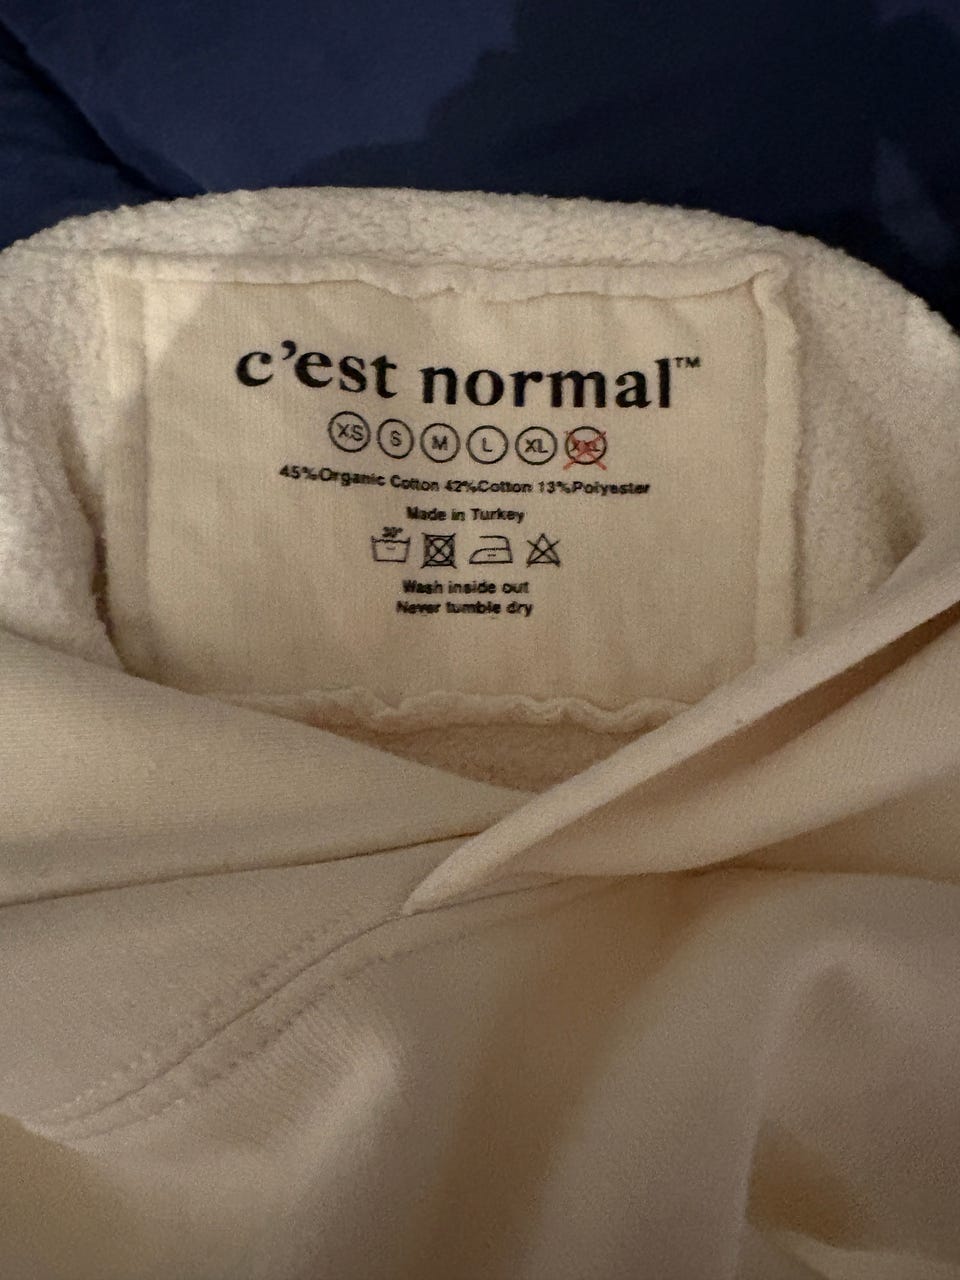 c'est normal™
XS S M L XL XXL
45%Organic Cotton 42%Cotton 13%Polyester
Made in Turkey
30°
Wash inside out
Never tumble dry